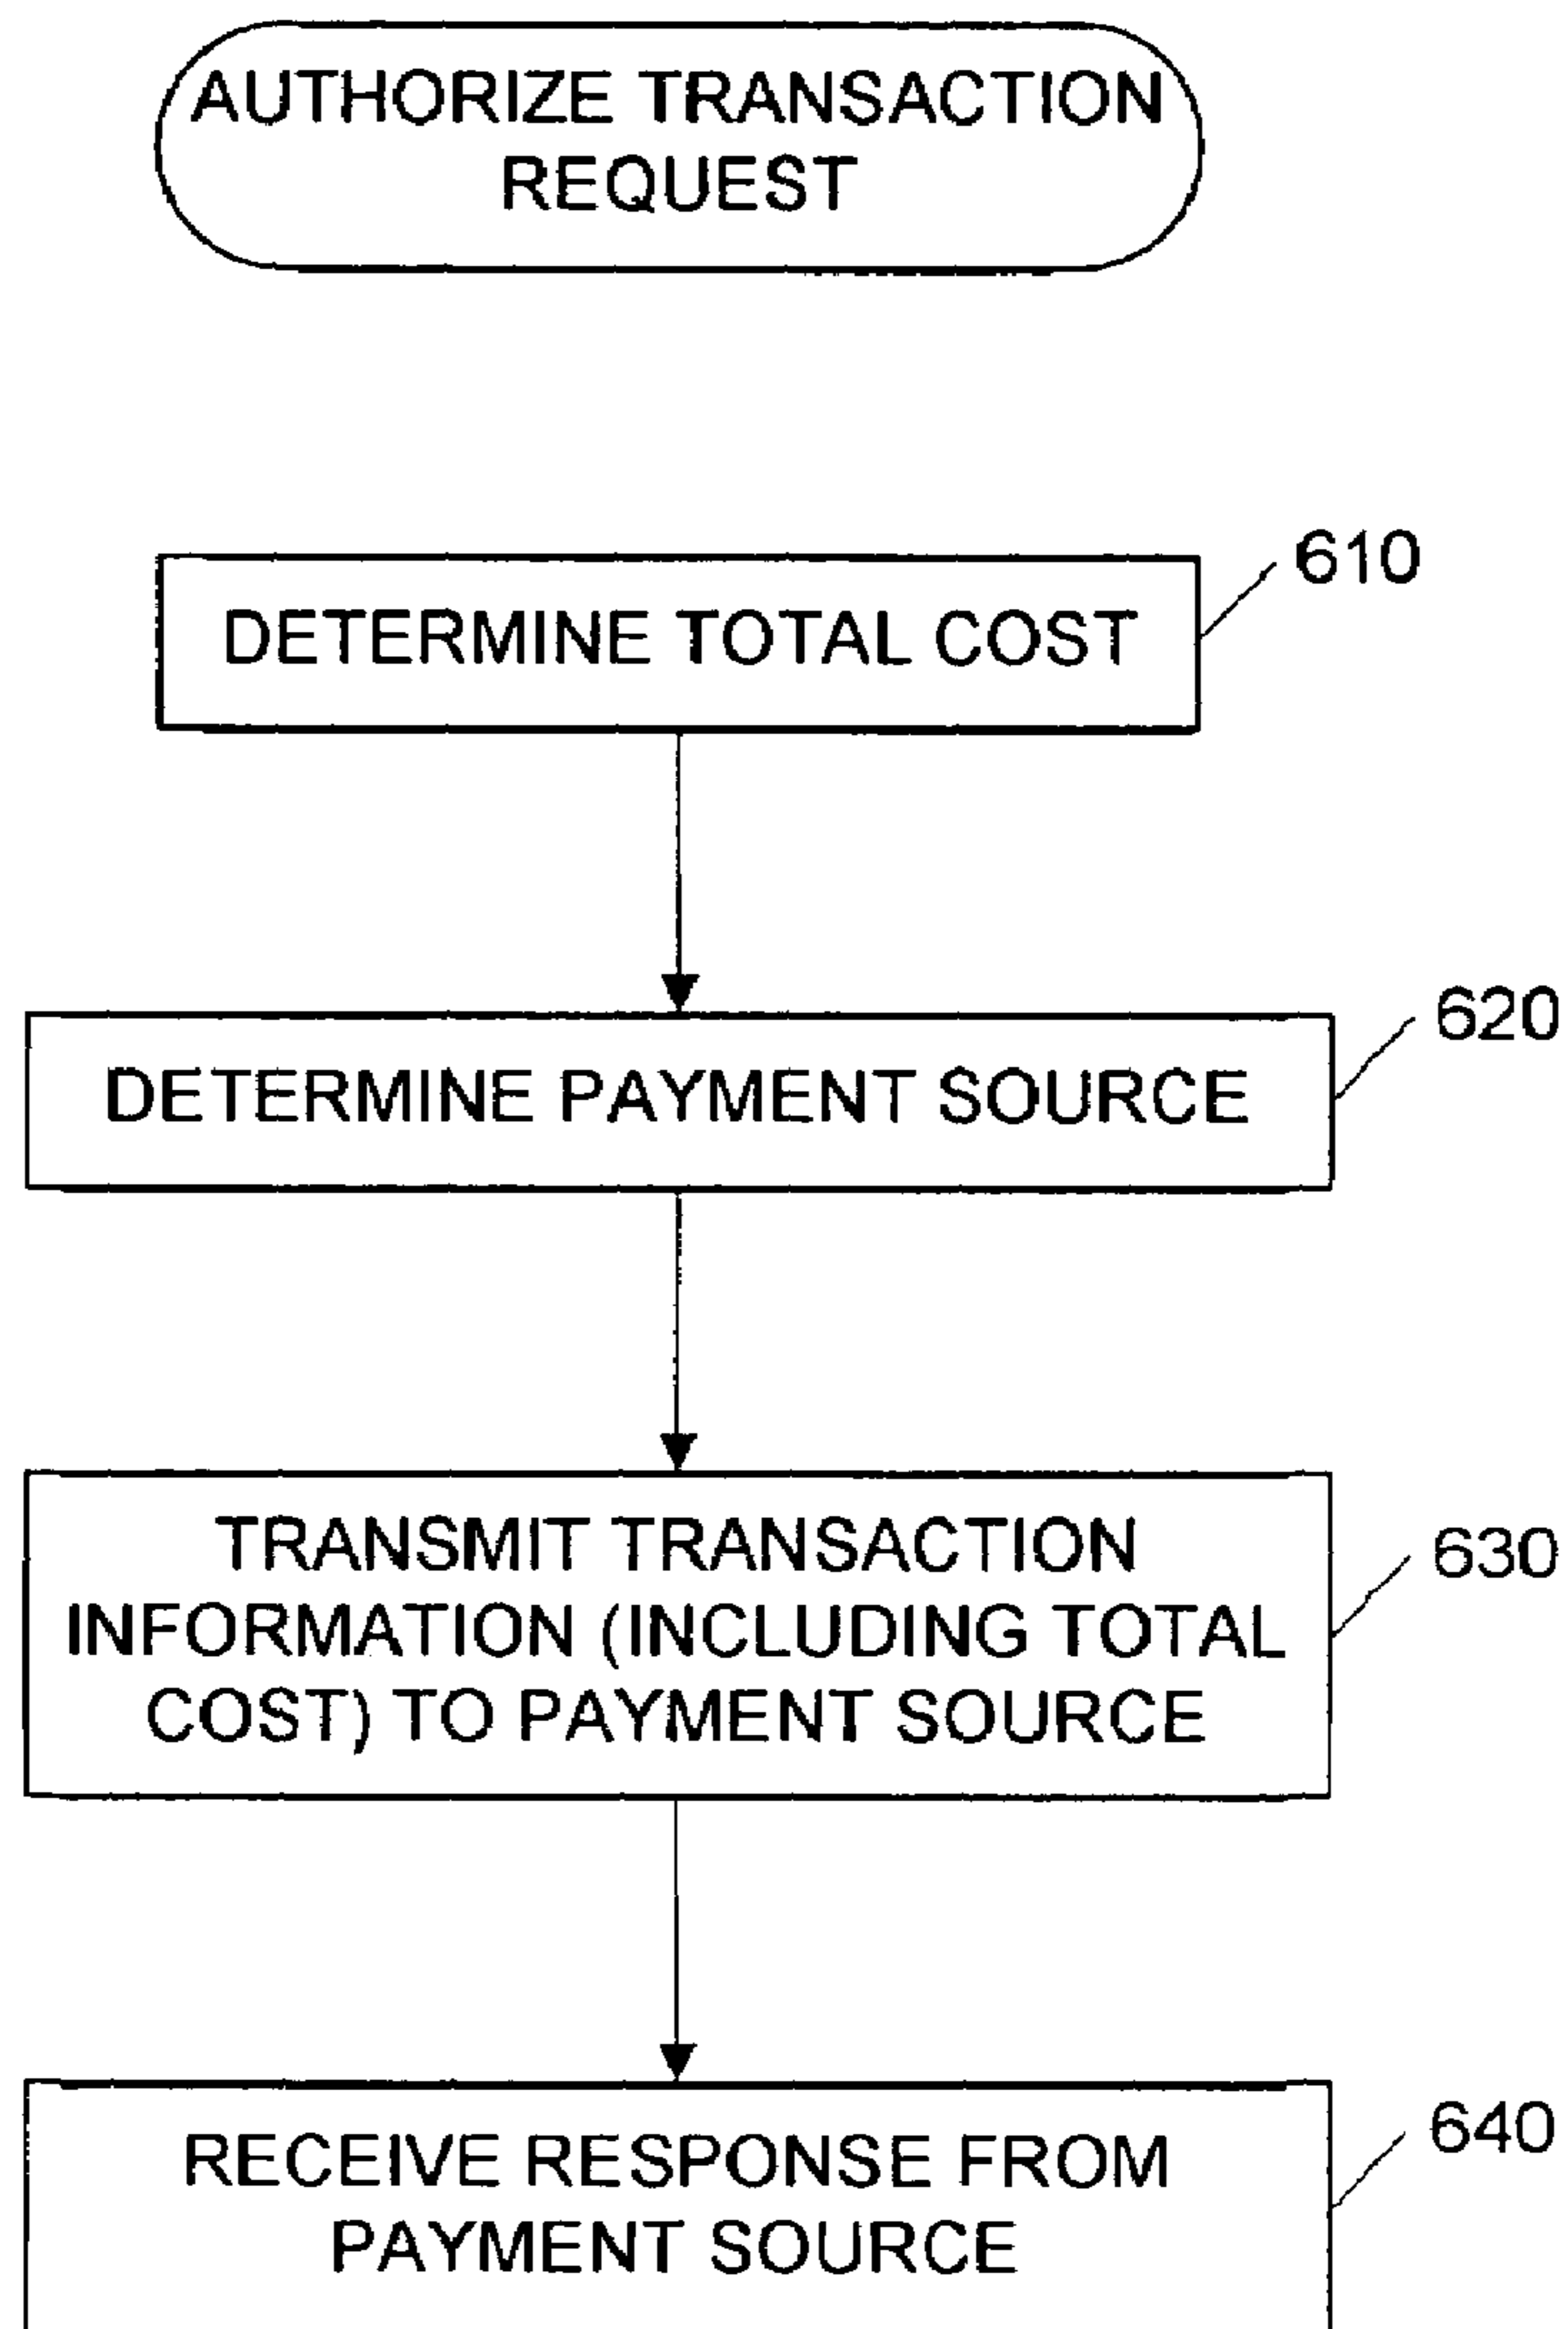 AUTHORIZE TRANSACTION
REQUEST
610
DETERMINE TOTAL COST
620
DETERMINE PAYMENT SOURCE
TRANSMIT TRANSACTION
630
INFORMATION (INCLUDING TOTAL
COST) TO PAYMENT SOURCE
640
RECEIVE RESPONSE FROM
PAYMENT SOURCE